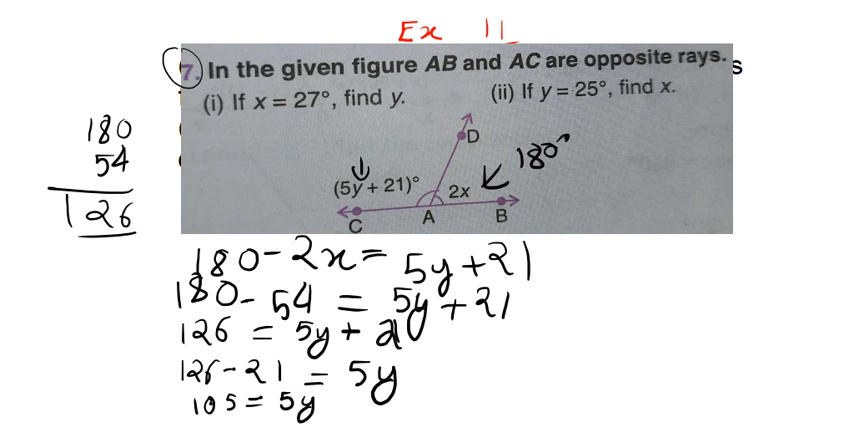 Ex 11
7. In the given figure AB and AC are opposite rays.
s
(i) If x = 27°, find y.
(ii) If y = 25°, find x.
180
54
126
D
180°
(5y + 21)°
2x
C
A
B
180 - 2x = 5y + 21
180 - 54 = 5y + 21
126 = 5y + 20
126 - 21 = 5y
105 = 5y